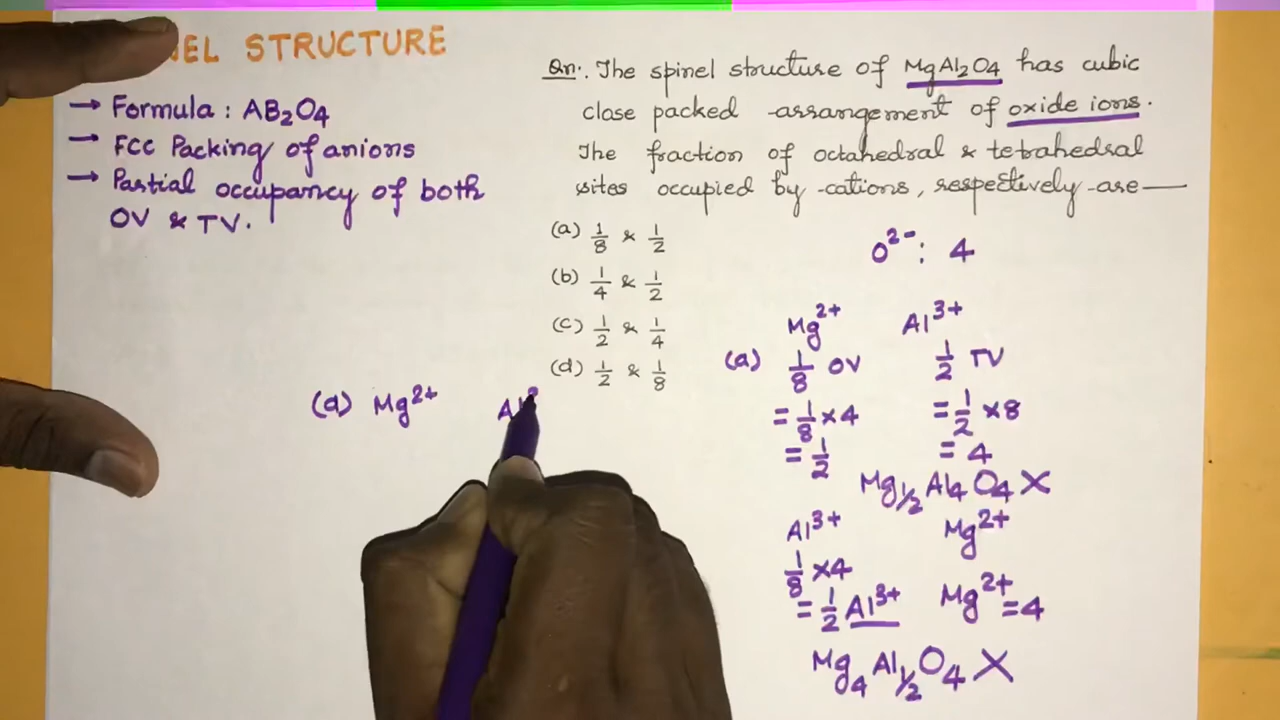 NEL STRUCTURE
→ Formula : AB₂O₄
→ FCC Packing of anions
→ Partial occupancy of both
OV & TV.
Qn:. The spinel structure of MgAl₂O₄ has cubic
close packed arrangement of oxide ions.
The fraction of octahedral & tetrahedral
sites occupied by cations, respectively are —
(a) 1/8 & 1/2
(b) 1/4 & 1/2
(c) 1/2 & 1/4
(d) 1/2 & 1/8
O²⁻: 4
Mg²⁺ Al³⁺
(a) 1/8 OV 1/2 TV
= 1/8 × 4 = 1/2 × 8
= 1/2 = 4
Mg₁/₂ Al₄ O₄ X
Al³⁺ Mg²⁺
1/8 × 4
= 1/2 Al³⁺ Mg²⁺ = 4
Mg₄ Al₁/₂ O₄ X
(d) Mg²⁺ Al